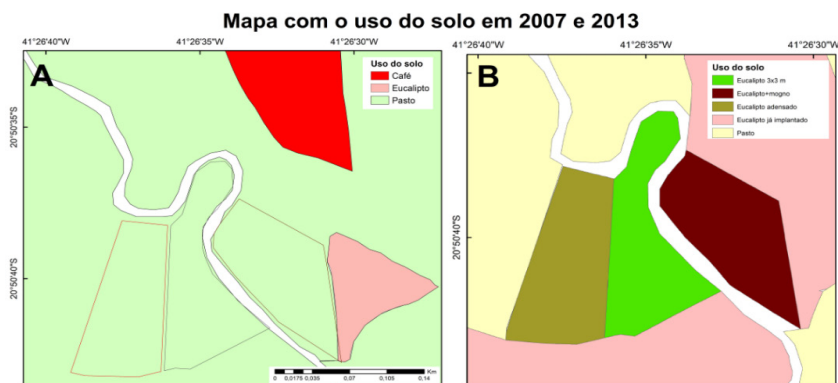 Mapa com o uso do solo em 2007 e 2013
41°26'40"W
41°26'35"W
41°26'30"W
A
Uso do solo
Café
Eucalipto
Pasto
20°50'35"S
20°50'40"S
Km
0 0,0175 0,035 0,07 0,105 0,14
41°26'40"W
41°26'35"W
41°26'30"W
B
Uso do solo
Eucalipto 3x3 m
Eucalipto+mogno
Eucalipto adensado
Eucalipto já implantado
Pasto
20°50'40"S